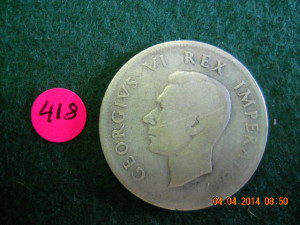 418
GEORGIVS VI REX IMPERATOR
04-04-2014 08:50